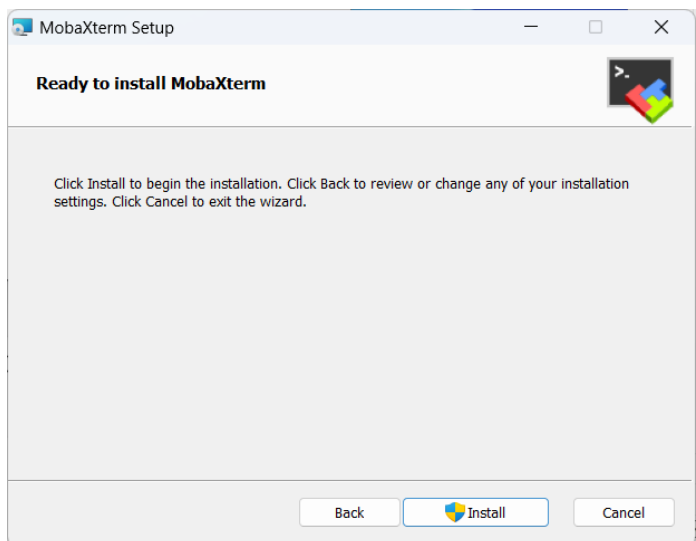 MobaXterm Setup
Ready to install MobaXterm
>.
Click Install to begin the installation. Click Back to review or change any of your installation
settings. Click Cancel to exit the wizard.
Back
Install
Cancel